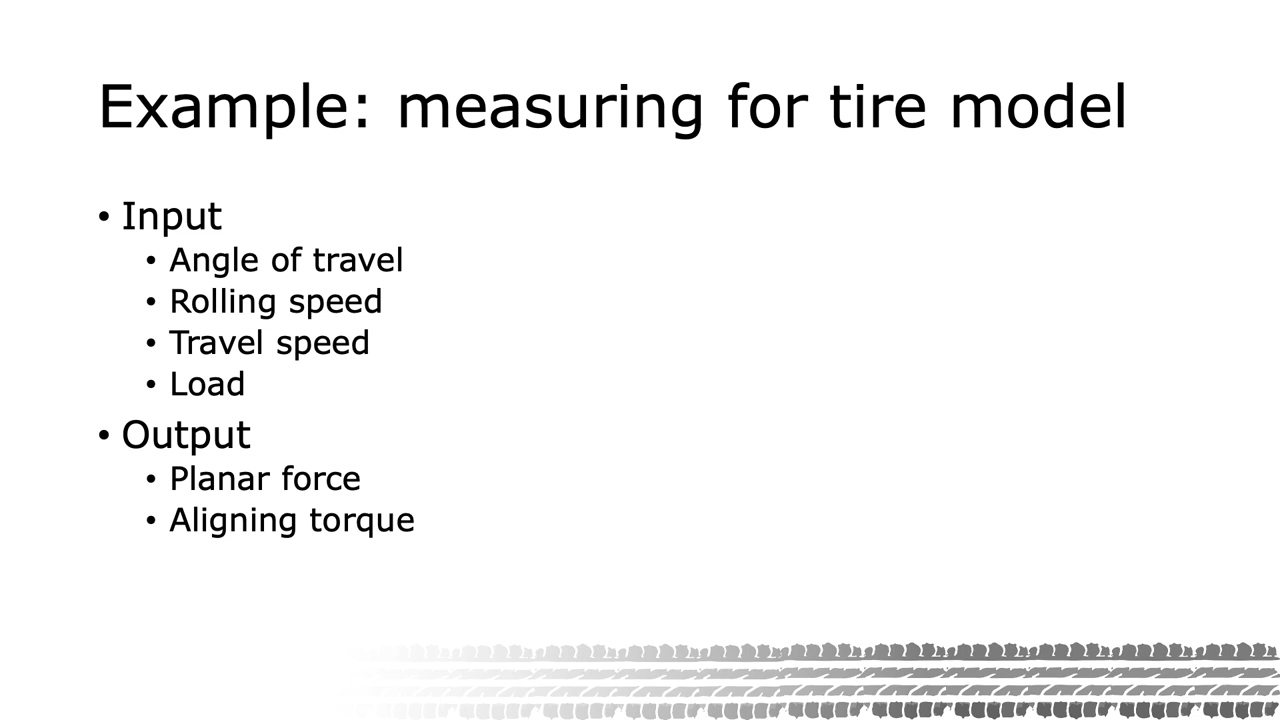 Example: measuring for tire model
• Input
• Angle of travel
• Rolling speed
• Travel speed
• Load
• Output
• Planar force
• Aligning torque